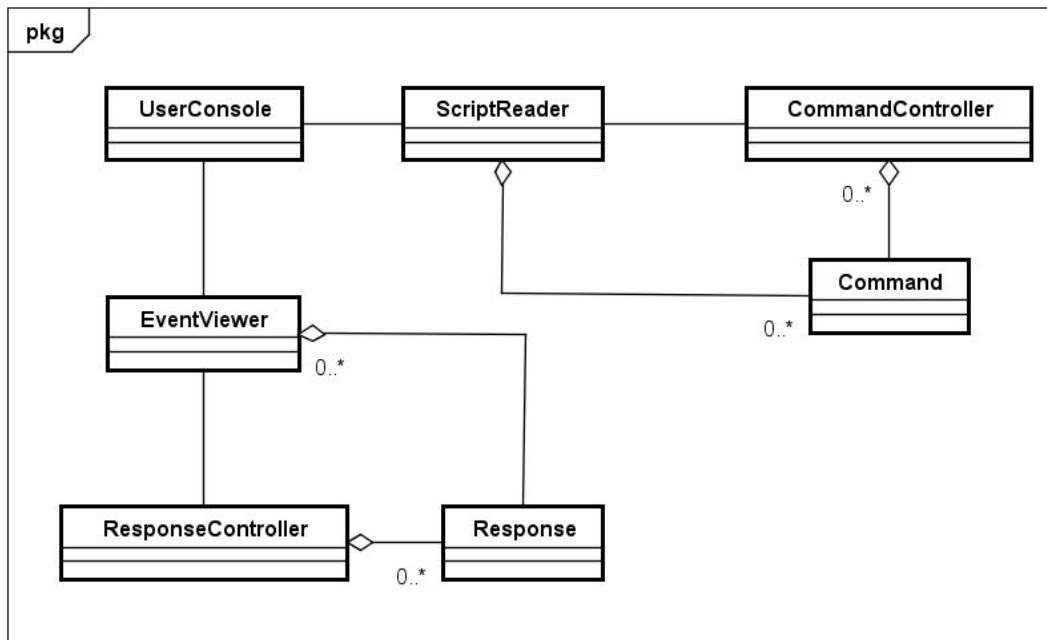 pkg
UserConsole
ScriptReader
CommandController
0..*
Command
0..*
EventViewer
0..*
ResponseController
Response
0..*